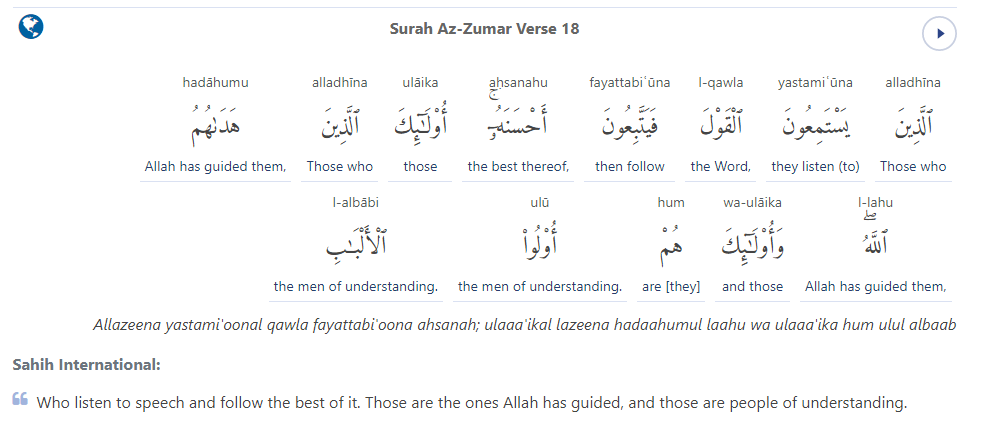 Surah Az-Zumar Verse 18
hadāhumu alladhīna ulāika aḥsanahu fayattabiʿūna l-qawla yastamiʿūna alladhīna
ٱلَّذِينَ يَسْتَمِعُونَ ٱلْقَوْلَ فَيَتَّبِعُونَ أَحْسَنَهُۥٓ ۚ أُو۟لَـٰٓئِكَ ٱلَّذِينَ هَدَىٰهُمُ
Allah has guided them, Those who those the best thereof, then follow the Word, they listen (to) Those who
l-albābi ulū hum wa-ulāika l-lahu
ٱللَّهُ ۖ وَأُو۟لَـٰٓئِكَ هُمْ أُو۟لُوا۟ ٱلْأَلْبَـٰبِ
the men of understanding. the men of understanding. are [they] and those Allah has guided them,
Allazeena yastami'oonal qawla fayattabi'oona ahsanah; ulaaa'ikal lazeena hadaahumul laahu wa ulaaa'ika hum ulul albaab
Sahih International:
Who listen to speech and follow the best of it. Those are the ones Allah has guided, and those are people of understanding.